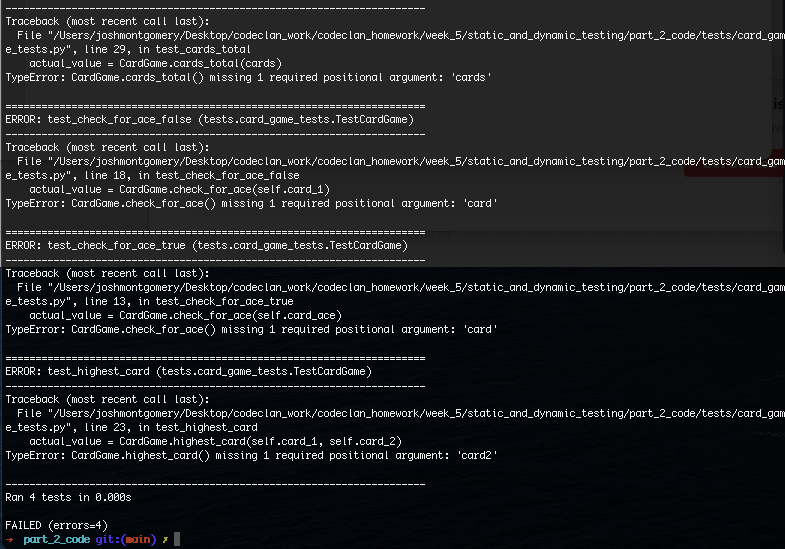 ----------------------------------------------------------------------
Traceback (most recent call last):
  File "/Users/joshmontgomery/Desktop/codeclan_work/codeclan_homework/week_5/static_and_dynamic_testing/part_2_code/tests/card_gam
e_tests.py", line 29, in test_cards_total
    actual_value = CardGame.cards_total(cards)
TypeError: CardGame.cards_total() missing 1 required positional argument: 'cards'

======================================================================
ERROR: test_check_for_ace_false (tests.card_game_tests.TestCardGame)
----------------------------------------------------------------------
Traceback (most recent call last):
  File "/Users/joshmontgomery/Desktop/codeclan_work/codeclan_homework/week_5/static_and_dynamic_testing/part_2_code/tests/card_gam
e_tests.py", line 18, in test_check_for_ace_false
    actual_value = CardGame.check_for_ace(self.card_1)
TypeError: CardGame.check_for_ace() missing 1 required positional argument: 'card'

======================================================================
ERROR: test_check_for_ace_true (tests.card_game_tests.TestCardGame)
----------------------------------------------------------------------
Traceback (most recent call last):
  File "/Users/joshmontgomery/Desktop/codeclan_work/codeclan_homework/week_5/static_and_dynamic_testing/part_2_code/tests/card_gam
e_tests.py", line 13, in test_check_for_ace_true
    actual_value = CardGame.check_for_ace(self.card_ace)
TypeError: CardGame.check_for_ace() missing 1 required positional argument: 'card'

======================================================================
ERROR: test_highest_card (tests.card_game_tests.TestCardGame)
----------------------------------------------------------------------
Traceback (most recent call last):
  File "/Users/joshmontgomery/Desktop/codeclan_work/codeclan_homework/week_5/static_and_dynamic_testing/part_2_code/tests/card_gam
e_tests.py", line 23, in test_highest_card
    actual_value = CardGame.highest_card(self.card_1, self.card_2)
TypeError: CardGame.highest_card() missing 1 required positional argument: 'card2'

----------------------------------------------------------------------
Ran 4 tests in 0.000s

FAILED (errors=4)
→ part_2_code git:(main) ✗